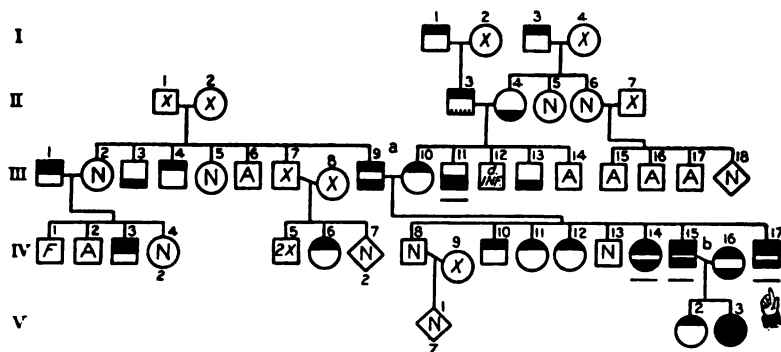 1 2 3 4
I X X
1 2 3 4 5 6 7
II X X N N X
1 2 3 4 5 6 7 8 9 a 10 11 12 13 14 15 16 17 18
III N N A X X d. INF. A A A A N
1 2 3 4 5 6 7 8 9 10 11 12 13 14 15 b 16 17
IV F A N 2X N N X N
2 2
1 2 3
V N
7